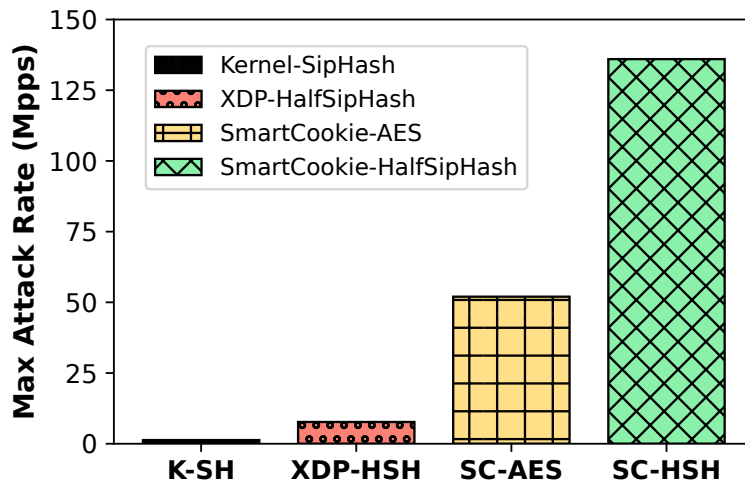 Max Attack Rate (Mpps)
150
125
100
75
50
25
0
Kernel-SipHash
XDP-HalfSipHash
SmartCookie-AES
SmartCookie-HalfSipHash
K-SH XDP-HSH SC-AES SC-HSH